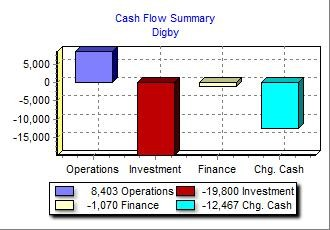 Cash Flow Summary
Digby
5,000
0
-5,000
-10,000
-15,000
Operations Investment Finance Chg. Cash
8,403 Operations -19,800 Investment
-1,070 Finance -12,467 Chg. Cash